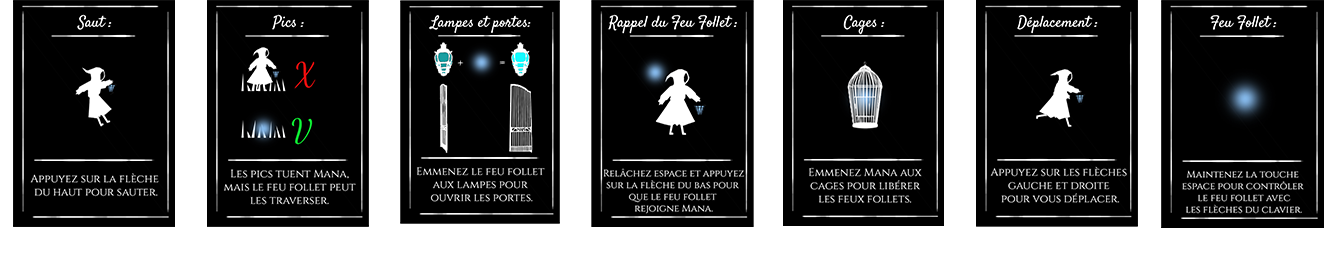 Saut :
APPUYEZ SUR LA FLÈCHE
DU HAUT POUR SAUTER.
Pics :
X
V
LES PICS TUENT MANA,
MAIS LE FEU FOLLET PEUT
LES TRAVERSER.
Lampes et portes:
+ =
EMMENEZ LE FEU FOLLET
AUX LAMPES POUR
OUVRIR LES PORTES.
Rappel du Feu Follet :
RELÂCHEZ ESPACE ET APPUYEZ
SUR LA FLÈCHE DU BAS POUR
QUE LE FEU FOLLET
REJOIGNE MANA.
Cages :
EMMENEZ MANA AUX
CAGES POUR LIBÉRER
LES FEUX FOLLETS.
Déplacement :
APPUYEZ SUR LES FLÈCHES
GAUCHE ET DROITE
POUR VOUS DÉPLACER.
Feu Follet :
MAINTENEZ LA TOUCHE
ESPACE POUR CONTRÔLER
LE FEU FOLLET AVEC
LES FLÈCHES DU CLAVIER.